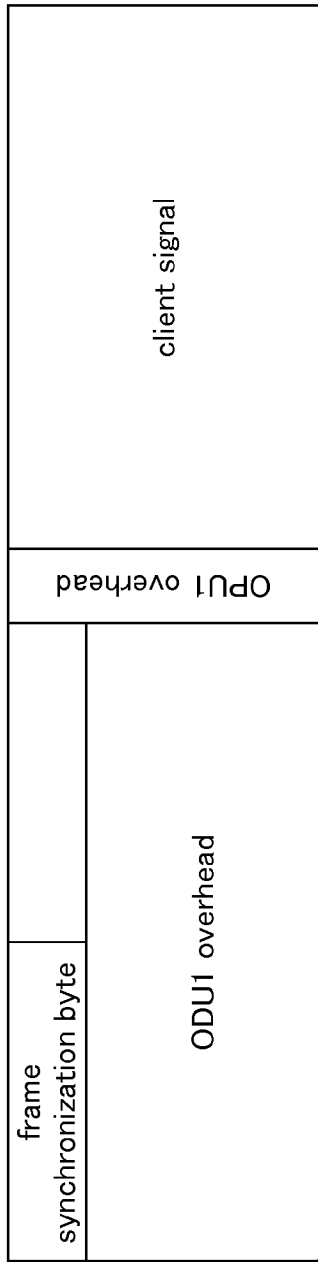 frame
synchronization byte
ODU1 overhead
OPU1 overhead
client signal